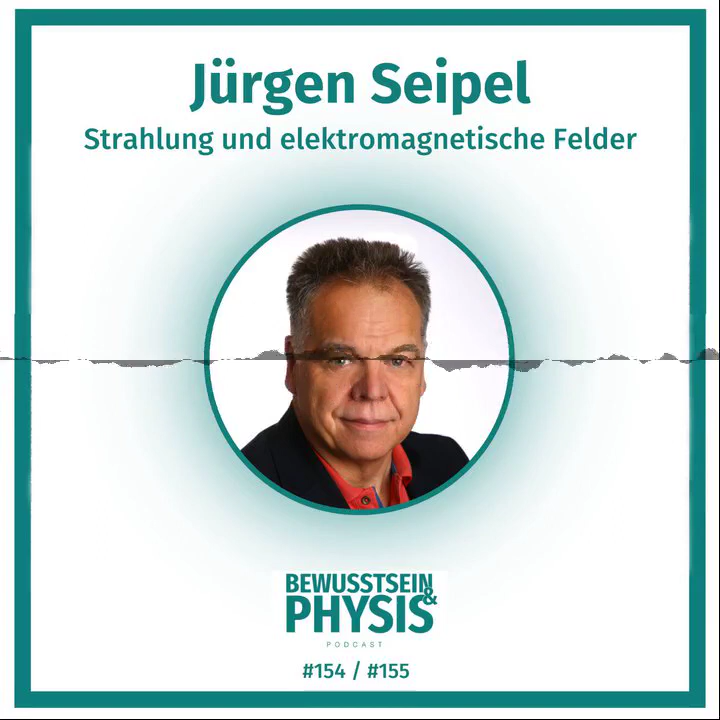 Jürgen Seipel
Strahlung und elektromagnetische Felder
BEWUSSTSEIN
& PHYSIS
PODCAST
#154 / #155